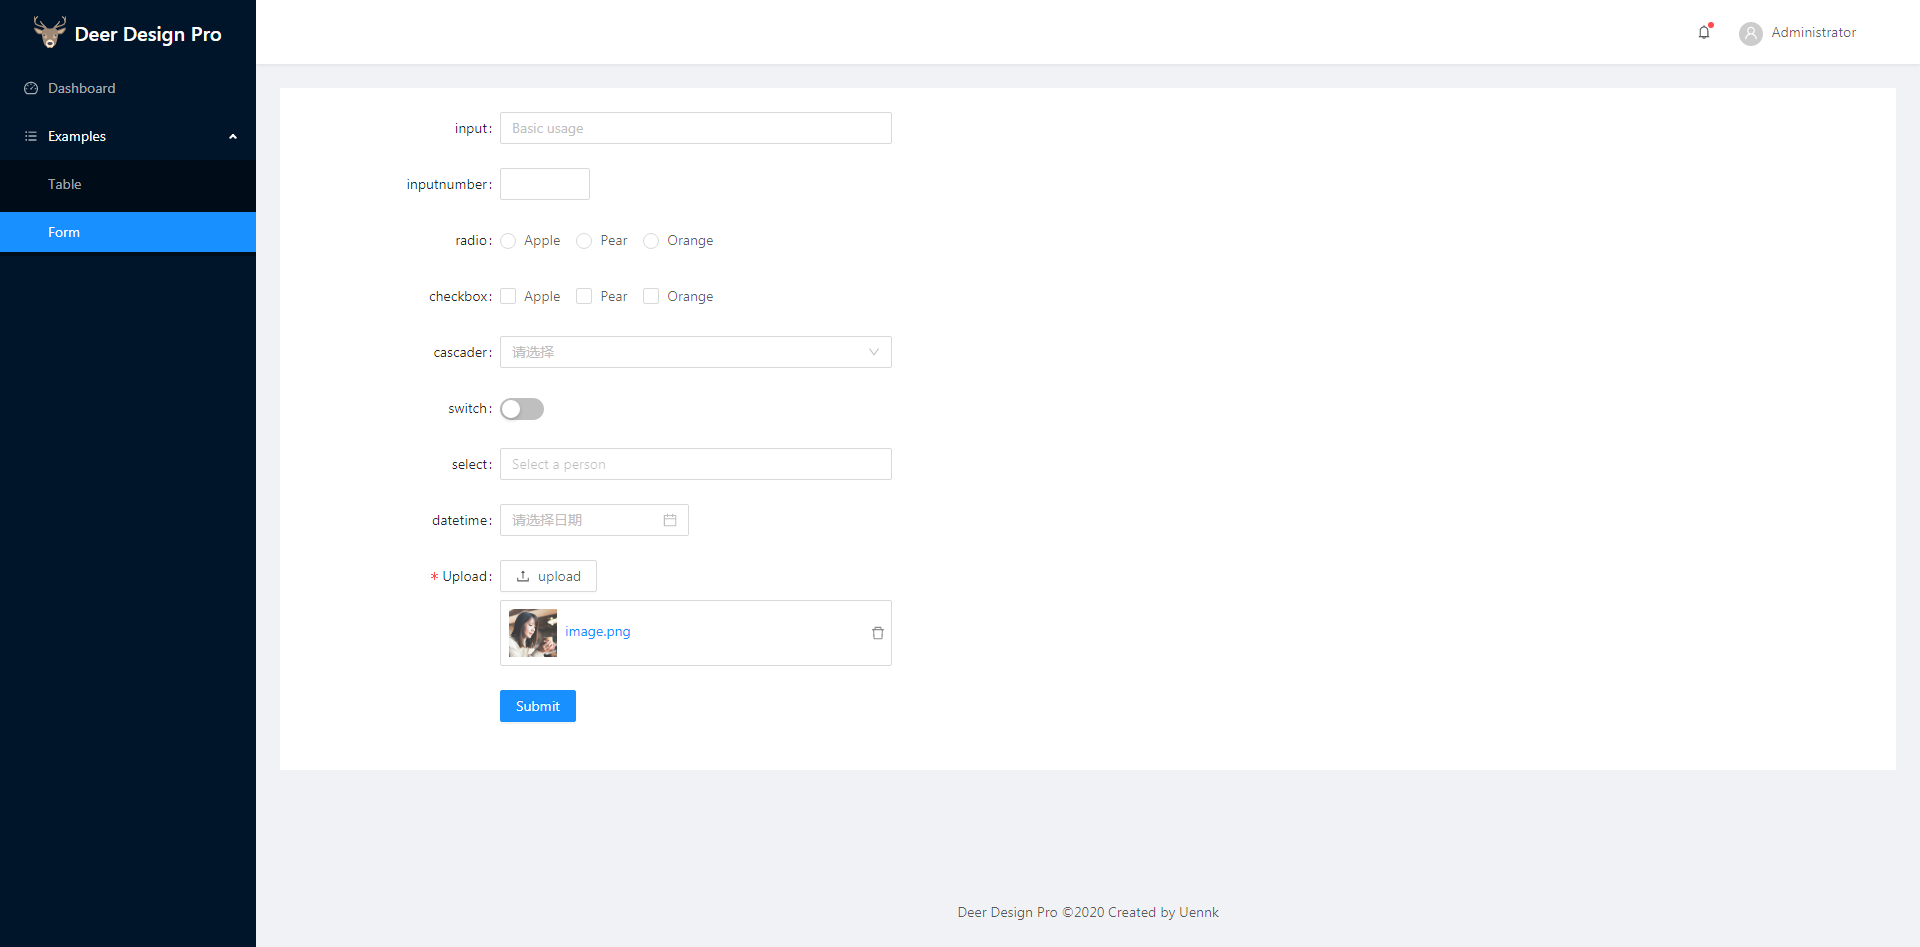 Deer Design Pro
Administrator
Dashboard
Examples
Table
Form
input:
Basic usage
inputnumber:
radio:
Apple
Pear
Orange
checkbox:
Apple
Pear
Orange
cascader:
请选择
switch:
select:
Select a person
datetime:
请选择日期
* Upload:
upload
image.png
Submit
Deer Design Pro ©2020 Created by Uennk